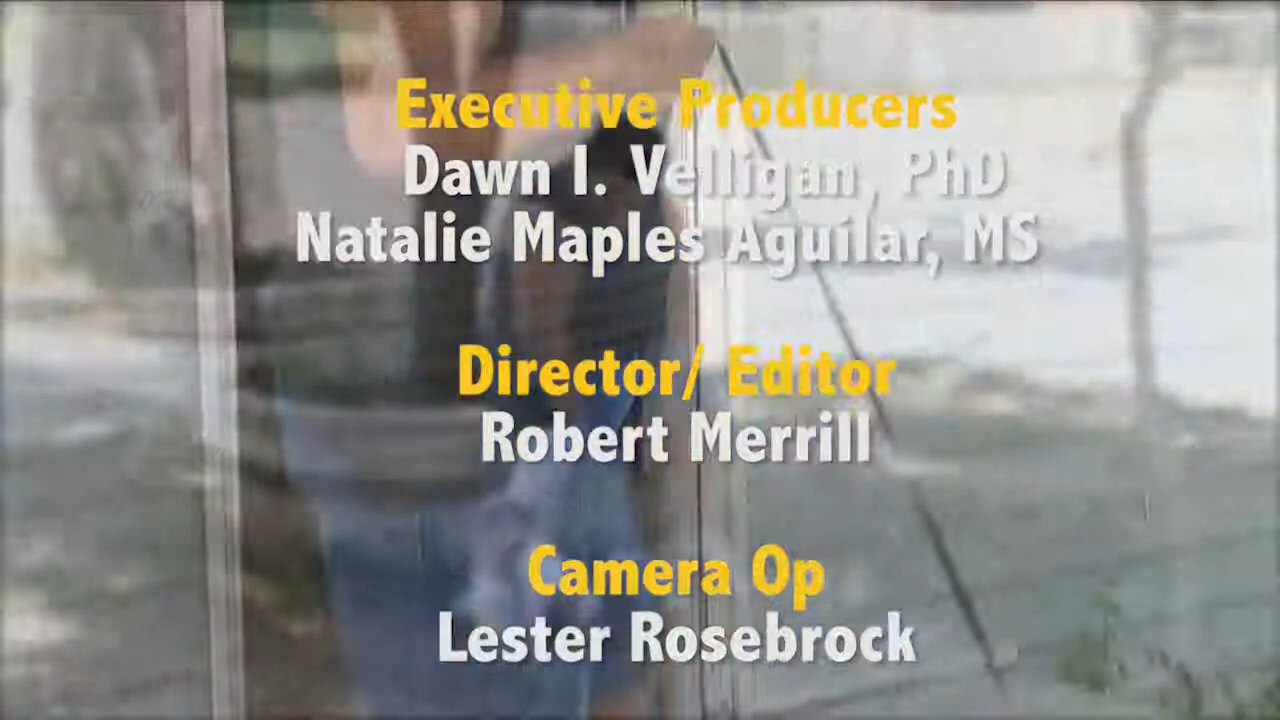 Executive Producers
Dawn I. Velligan, PhD
Natalie Maples Aguilar, MS
Director/ Editor
Robert Merrill
Camera Op
Lester Rosebrock